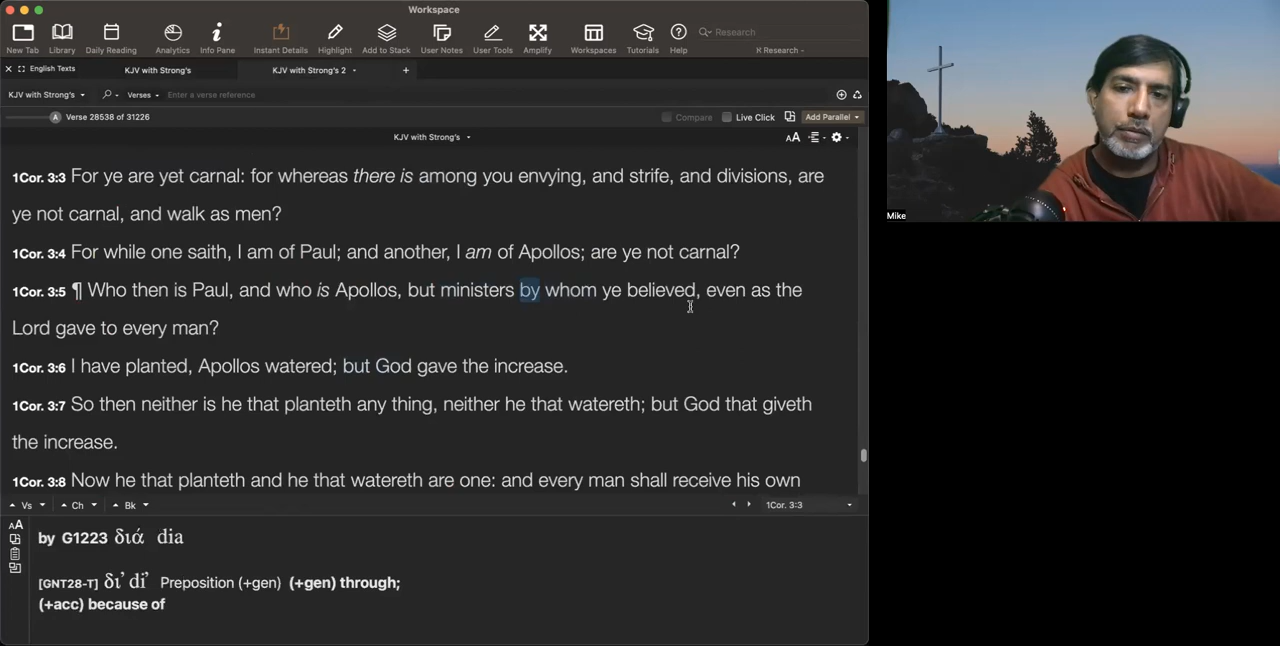 Workspace
New Tab Library Daily Reading Analytics Info Pane Instant Details Highlight Add to Stack User Notes User Tools Amplify Workspaces Tutorials Help Research
English Texts KJV with Strong's KJV with Strong's 2 +
KJV with Strong's Verses Enter a verse reference
A Verse 28538 of 31226 Compare Live Click Add Parallel
KJV with Strong's AA
1Cor. 3:3 For ye are yet carnal: for whereas there is among you envying, and strife, and divisions, are
ye not carnal, and walk as men?
1Cor. 3:4 For while one saith, I am of Paul; and another, I am of Apollos; are ye not carnal?
1Cor. 3:5 ¶ Who then is Paul, and who is Apollos, but ministers by whom ye believed, even as the
Lord gave to every man?
1Cor. 3:6 I have planted, Apollos watered; but God gave the increase.
1Cor. 3:7 So then neither is he that planteth any thing, neither he that watereth; but God that giveth
the increase.
1Cor. 3:8 Now he that planteth and he that watereth are one: and every man shall receive his own
Vs Ch Bk 1Cor. 3:3
AA
by G1223 διά dia
[GNT28-T] δι’ di’ Preposition (+gen) (+gen) through;
(+acc) because of
Mike